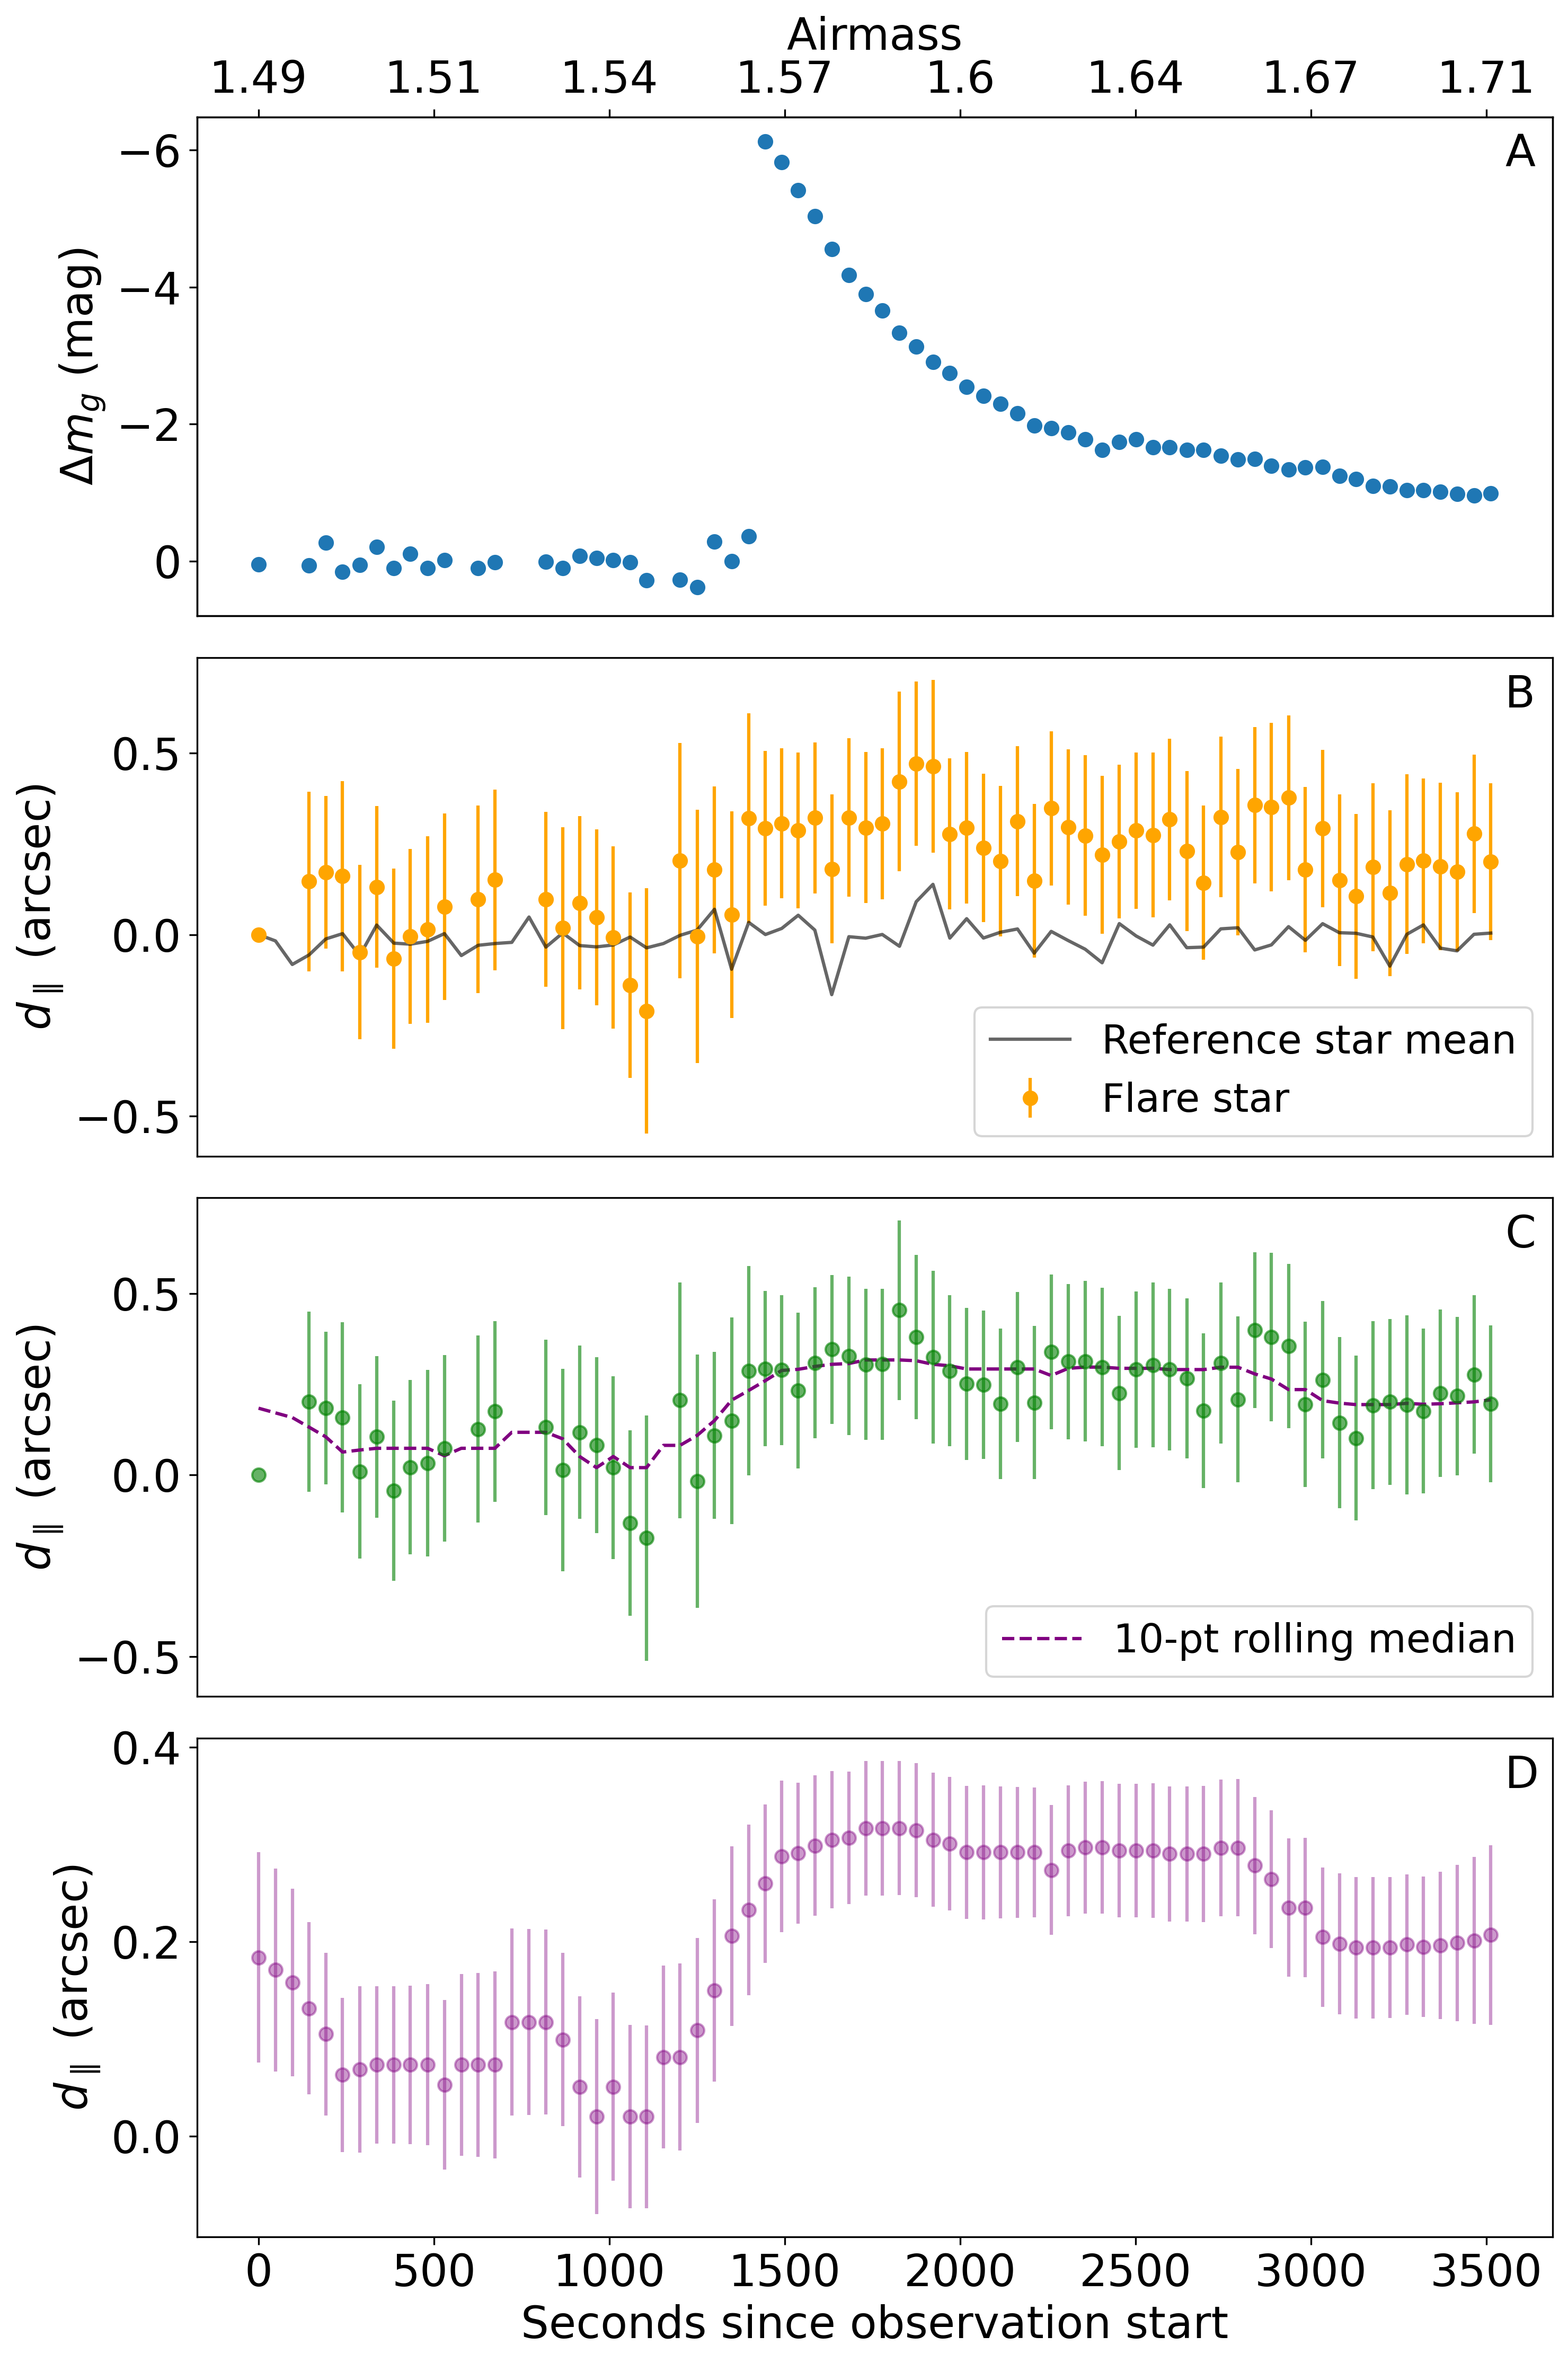 Airmass
1.49 1.51 1.54 1.57 1.6 1.64 1.67 1.71
A
−6
−4
−2
0
Δm_g (mag)
B
0.5
0.0
−0.5
d_∥ (arcsec)
Reference star mean
Flare star
C
0.5
0.0
−0.5
d_∥ (arcsec)
10-pt rolling median
D
0.4
0.2
0.0
d_∥ (arcsec)
0 500 1000 1500 2000 2500 3000 3500
Seconds since observation start